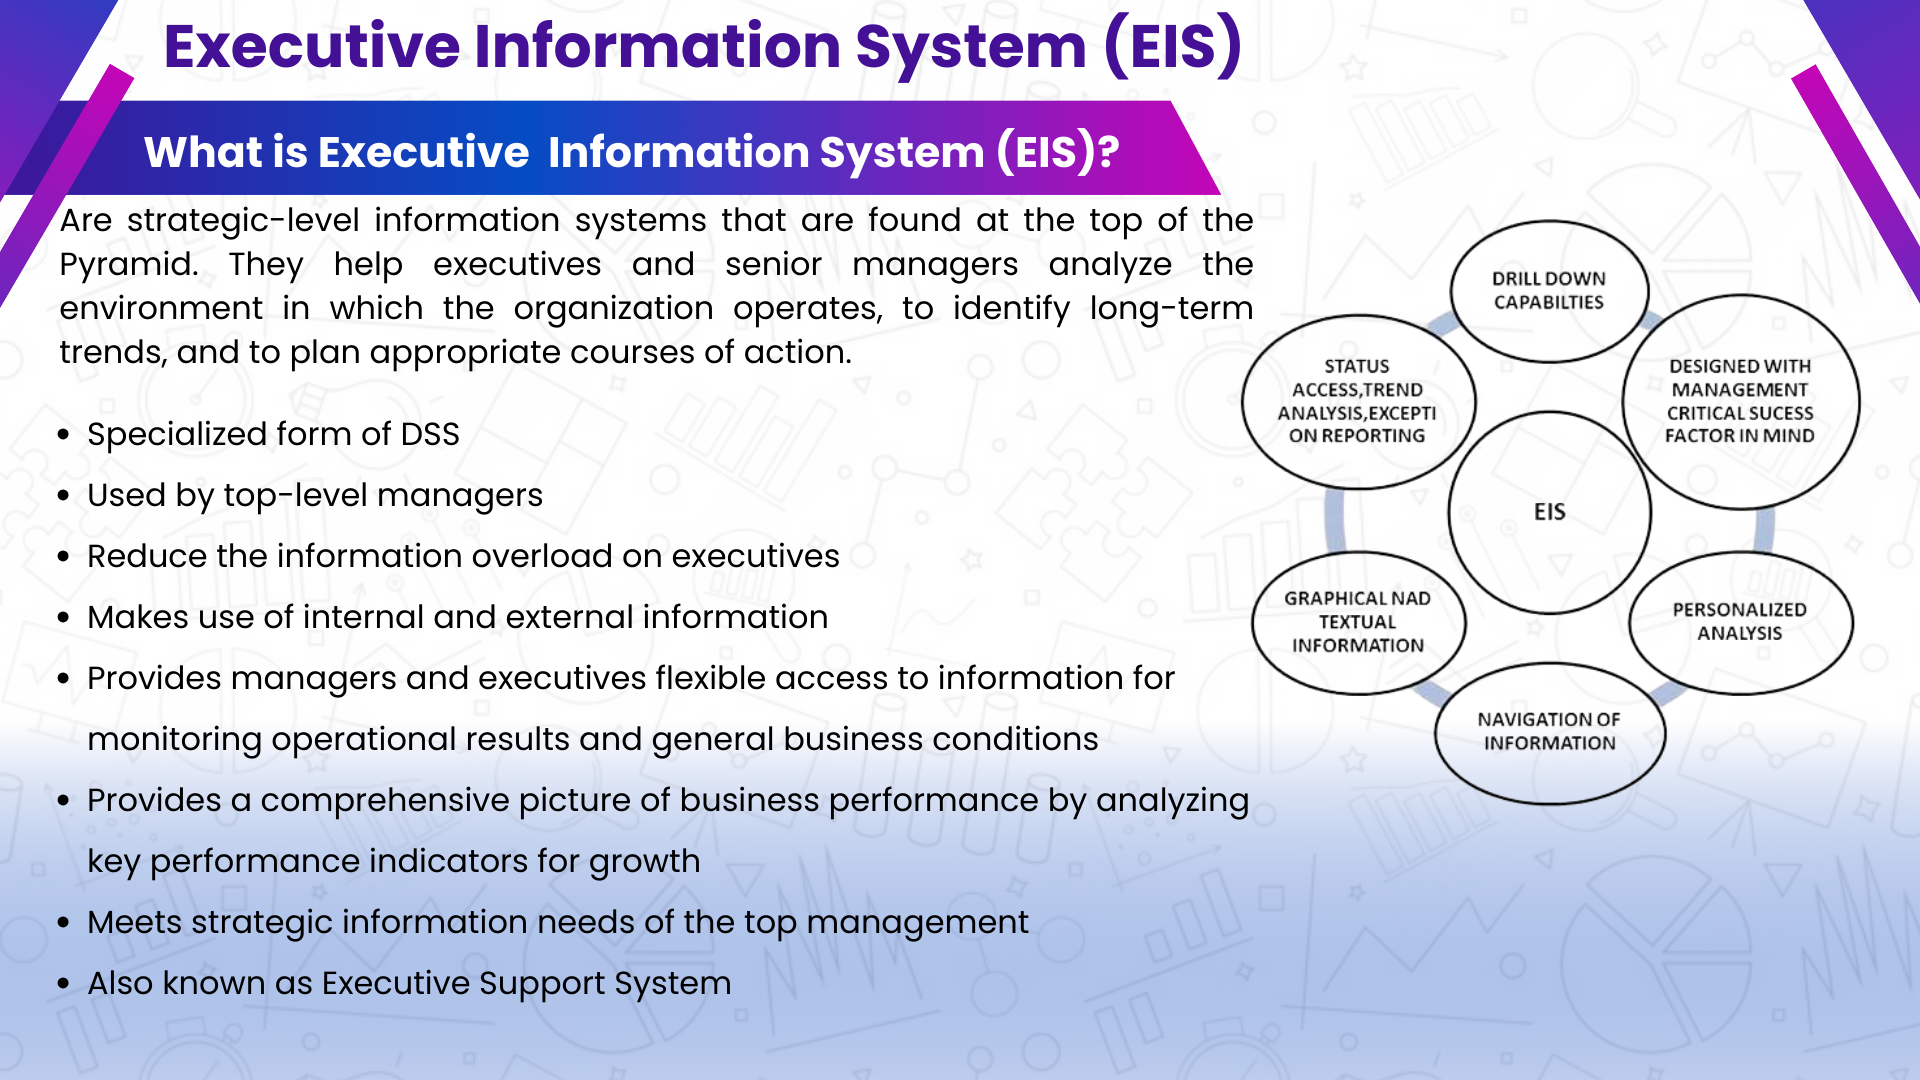 Executive Information System (EIS)
What is Executive Information System (EIS)?
Are strategic-level information systems that are found at the top of the
Pyramid. They help executives and senior managers analyze the
environment in which the organization operates, to identify long-term
trends, and to plan appropriate courses of action.
• Specialized form of DSS
• Used by top-level managers
• Reduce the information overload on executives
• Makes use of internal and external information
• Provides managers and executives flexible access to information for
monitoring operational results and general business conditions
• Provides a comprehensive picture of business performance by analyzing
key performance indicators for growth
• Meets strategic information needs of the top management
• Also known as Executive Support System
DRILL DOWN
CAPABILTIES
DESIGNED WITH
MANAGEMENT
CRITICAL SUCESS
FACTOR IN MIND
PERSONALIZED
ANALYSIS
NAVIGATION OF
INFORMATION
GRAPHICAL NAD
TEXTUAL
INFORMATION
STATUS
ACCESS,TREND
ANALYSIS,EXCEPTI
ON REPORTING
EIS